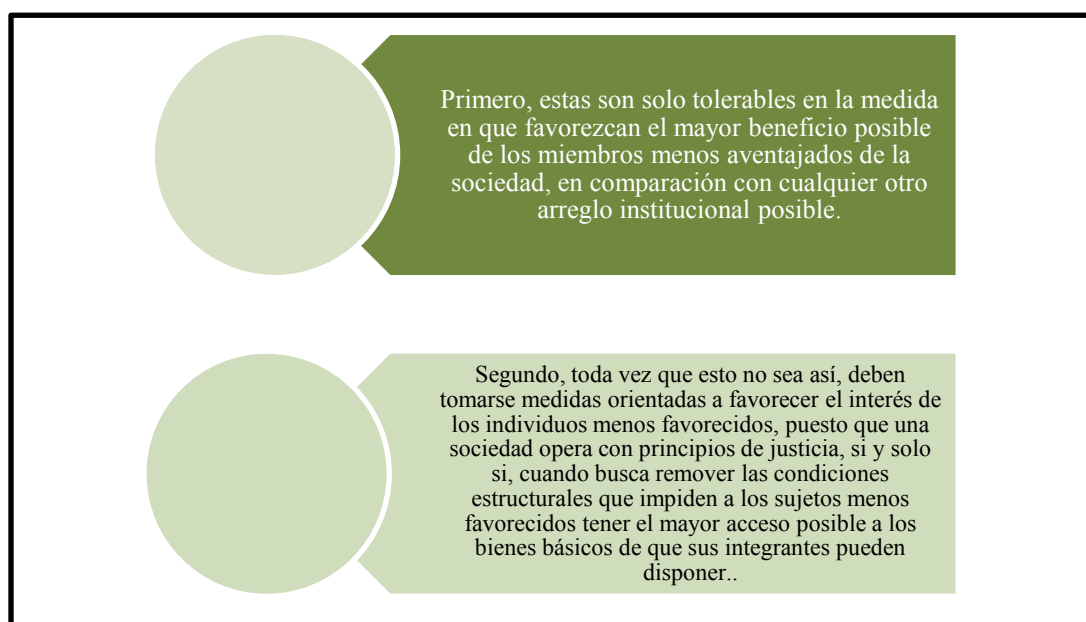 Primero, estas son solo tolerables en la medida
en que favorezcan el mayor beneficio posible
de los miembros menos aventajados de la
sociedad, en comparación con cualquier otro
arreglo institucional posible.
Segundo, toda vez que esto no sea así, deben
tomarse medidas orientadas a favorecer el interés de
los individuos menos favorecidos, puesto que una
sociedad opera con principios de justicia, si y solo
si, cuando busca remover las condiciones
estructurales que impiden a los sujetos menos
favorecidos tener el mayor acceso posible a los
bienes básicos de que sus integrantes pueden
disponer..